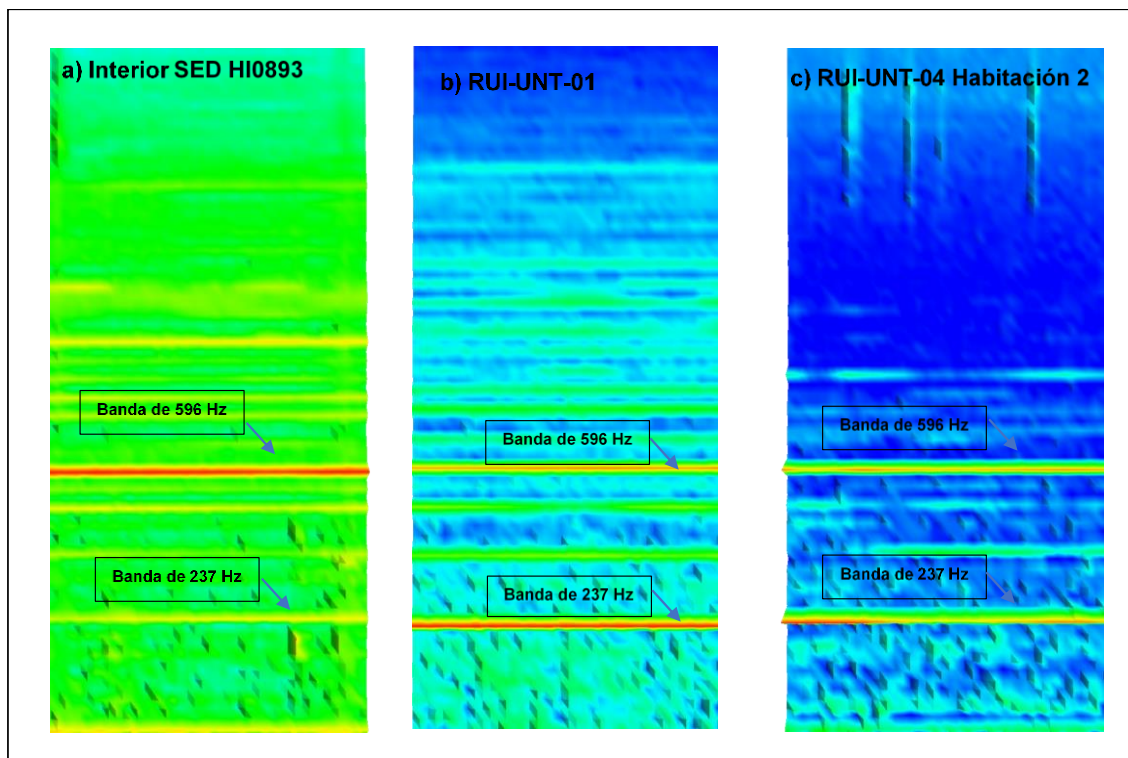 a) Interior SED HI0893
b) RUI-UNT-01
c) RUI-UNT-04 Habitación 2
Banda de 596 Hz
Banda de 596 Hz
Banda de 596 Hz
Banda de 237 Hz
Banda de 237 Hz
Banda de 237 Hz